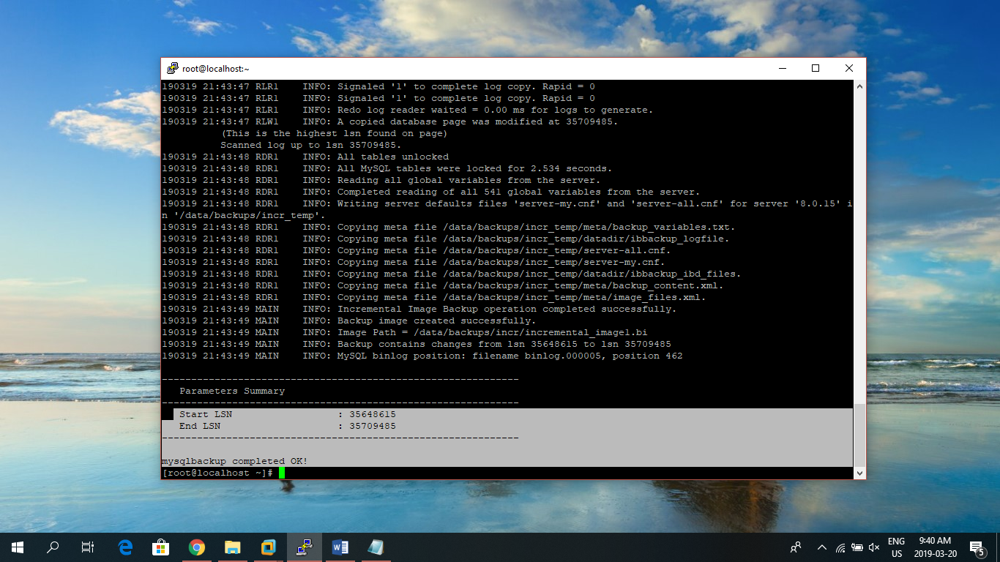 root@localhost:~
190319 21:43:47 RLR1    INFO: Signaled '1' to complete log copy. Rapid = 0
190319 21:43:47 RLR1    INFO: Signaled '1' to complete log copy. Rapid = 0
190319 21:43:47 RLR1    INFO: Redo log reader waited = 0.00 ms for logs to generate.
190319 21:43:47 RLW1    INFO: A copied database page was modified at 35709485.
          (This is the highest lsn found on page)
          Scanned log up to lsn 35709485.
190319 21:43:48 RDR1    INFO: All tables unlocked
190319 21:43:48 RDR1    INFO: All MySQL tables were locked for 2.534 seconds.
190319 21:43:48 RDR1    INFO: Reading all global variables from the server.
190319 21:43:48 RDR1    INFO: Completed reading of all 541 global variables from the server.
190319 21:43:48 RDR1    INFO: Writing server defaults files 'server-my.cnf' and 'server-all.cnf' for server '8.0.15' i
n '/data/backups/incr_temp'.
190319 21:43:48 RDR1    INFO: Copying meta file /data/backups/incr_temp/meta/backup_variables.txt.
190319 21:43:48 RDR1    INFO: Copying meta file /data/backups/incr_temp/datadir/ibbackup_logfile.
190319 21:43:48 RDR1    INFO: Copying meta file /data/backups/incr_temp/server-all.cnf.
190319 21:43:48 RDR1    INFO: Copying meta file /data/backups/incr_temp/server-my.cnf.
190319 21:43:48 RDR1    INFO: Copying meta file /data/backups/incr_temp/datadir/ibbackup_ibd_files.
190319 21:43:48 RDR1    INFO: Copying meta file /data/backups/incr_temp/meta/backup_content.xml.
190319 21:43:48 RDR1    INFO: Copying meta file /data/backups/incr_temp/meta/image_files.xml.
190319 21:43:49 MAIN    INFO: Incremental Image Backup operation completed successfully.
190319 21:43:49 MAIN    INFO: Backup image created successfully.
190319 21:43:49 MAIN    INFO: Image Path = /data/backups/incr/incremental_image1.bi
190319 21:43:49 MAIN    INFO: Backup contains changes from lsn 35648615 to lsn 35709485
190319 21:43:49 MAIN    INFO: MySQL binlog position: filename binlog.000005, position 462
-------------------------------------------------------------
   Parameters Summary
-------------------------------------------------------------
   Start LSN                  : 35648615
   End LSN                    : 35709485
-------------------------------------------------------------
mysqlbackup completed OK!
[root@localhost ~]#
ENG
US
9:40 AM
2019-03-20
5